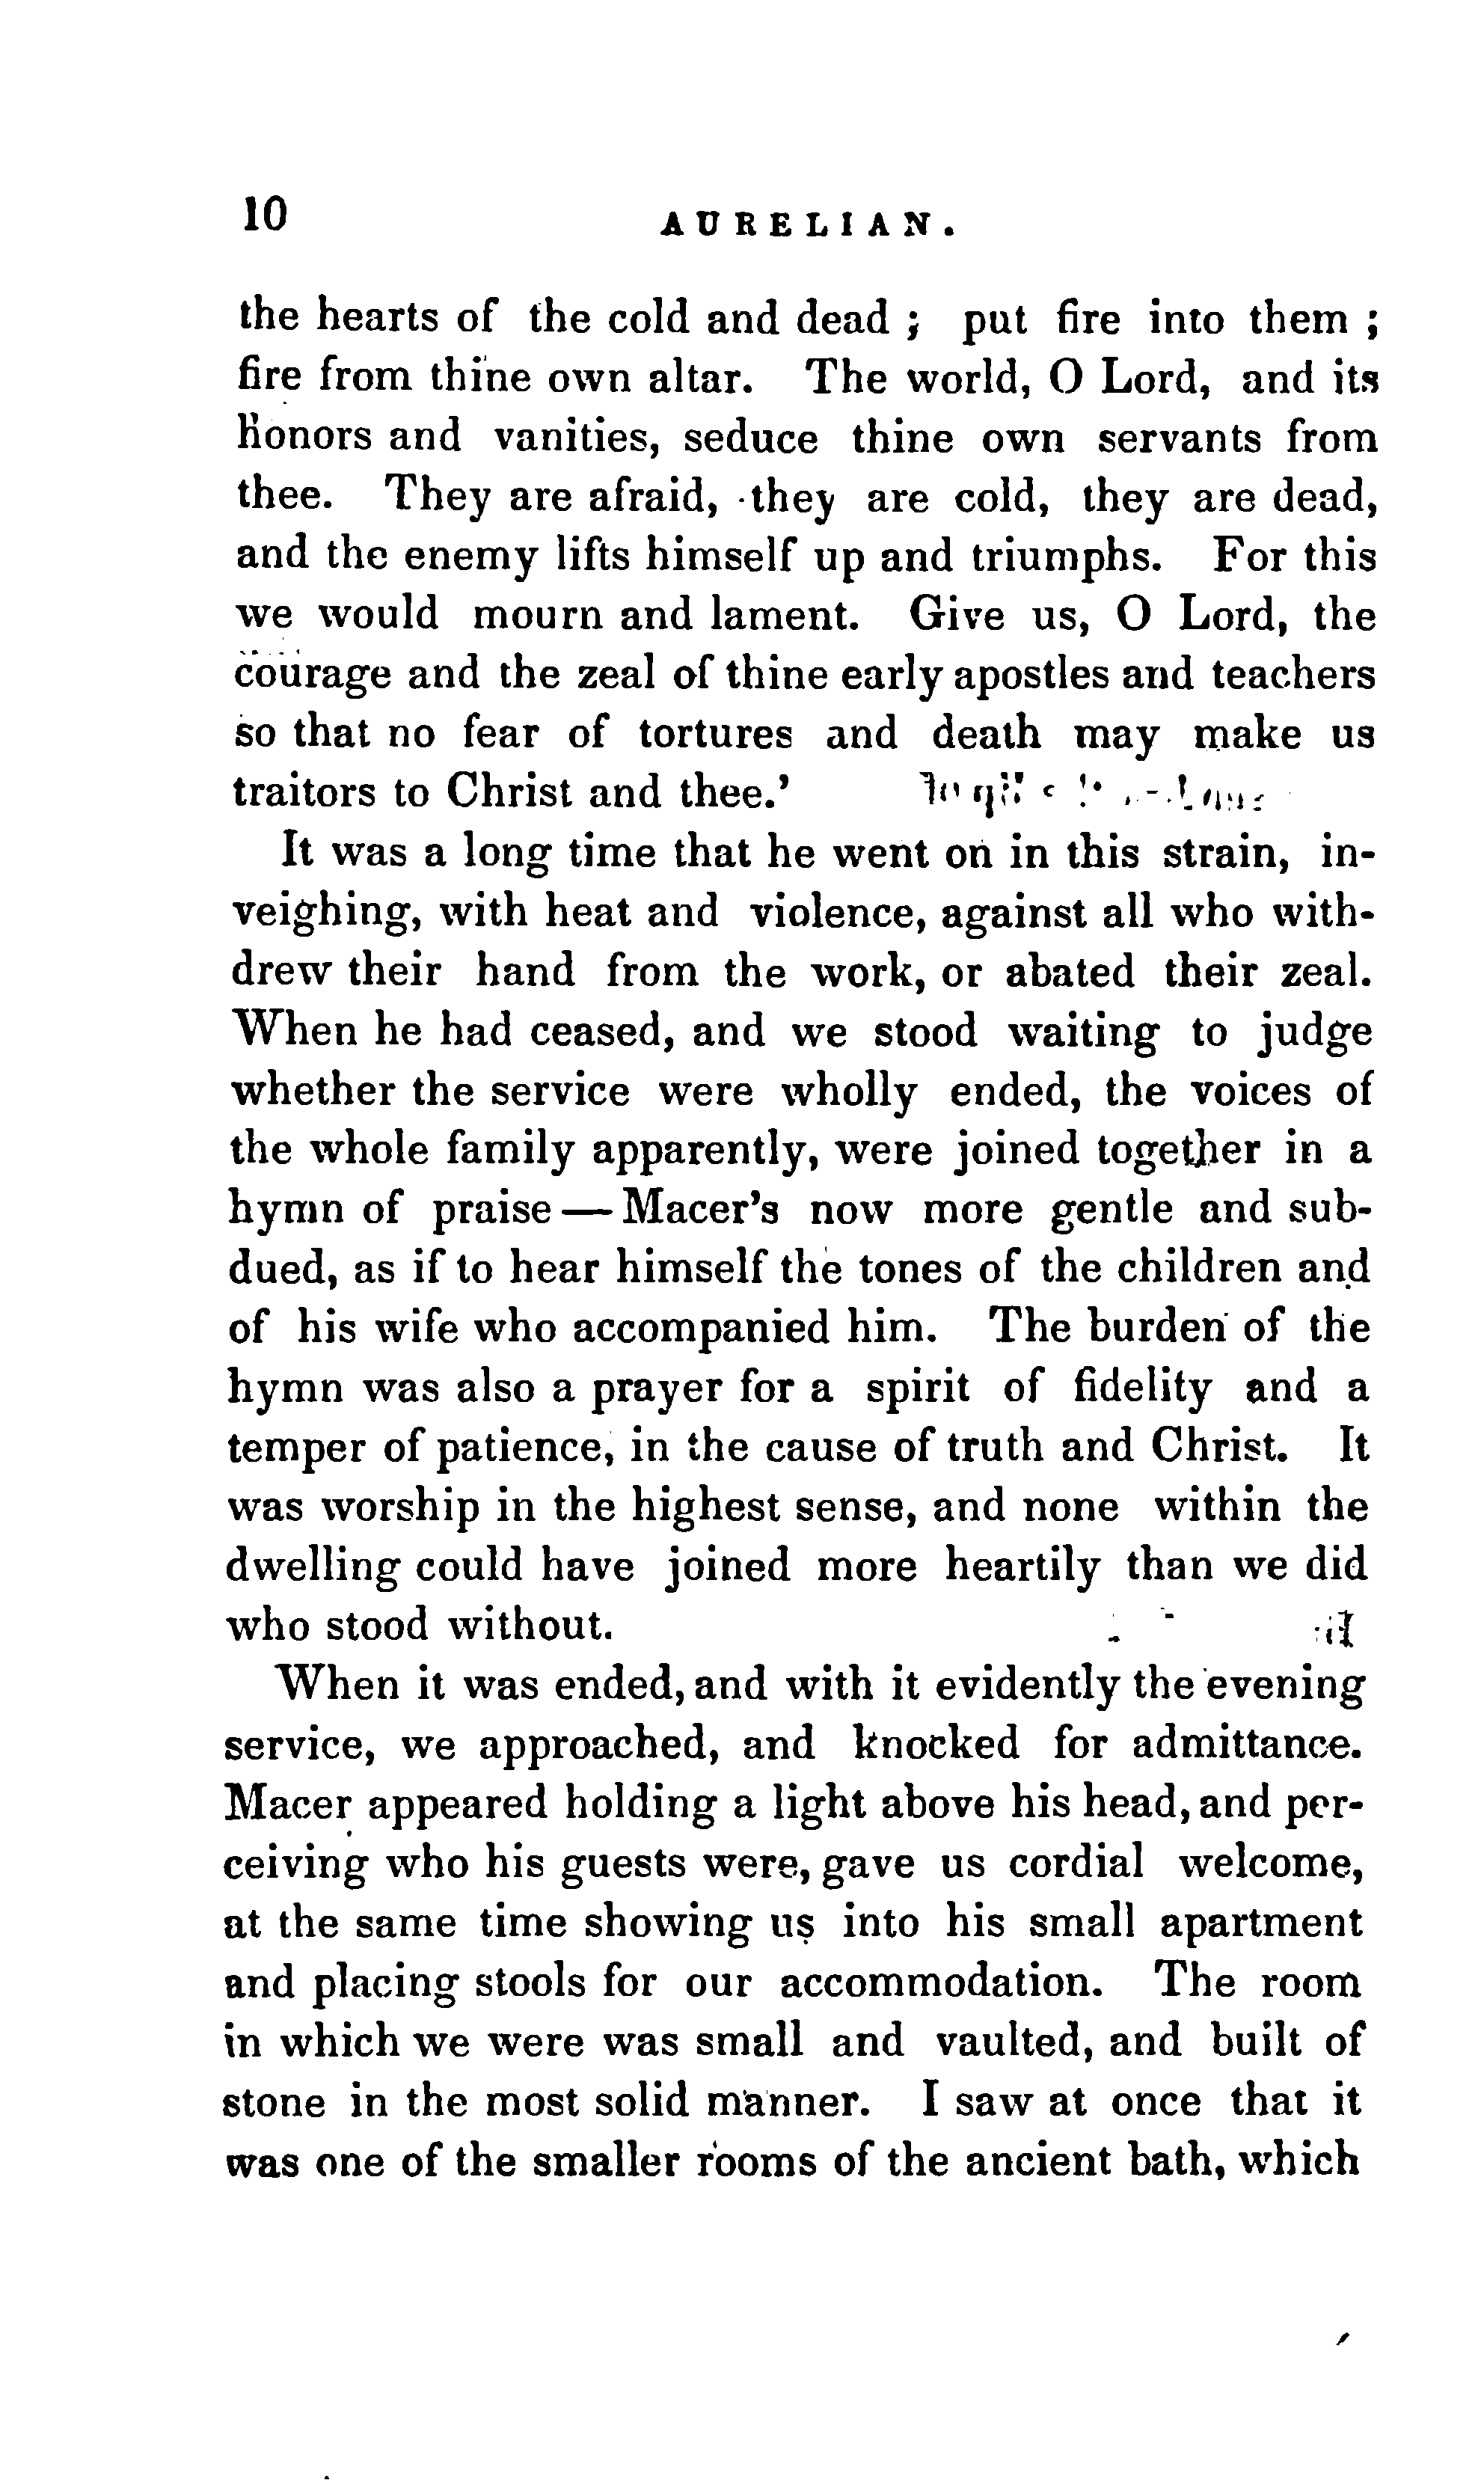 10
AURELIAN.
the hearts of the cold and dead ; put fire into them ;
fire from thine own altar. The world, O Lord, and its
honors and vanities, seduce thine own servants from
thee. They are afraid, they are cold, they are dead,
and the enemy lifts himself up and triumphs. For this
we would mourn and lament. Give us, O Lord, the
courage and the zeal of thine early apostles and teachers
so that no fear of tortures and death may make us
traitors to Christ and thee.'
It was a long time that he went on in this strain, in-
veighing, with heat and violence, against all who with-
drew their hand from the work, or abated their zeal.
When he had ceased, and we stood waiting to judge
whether the service were wholly ended, the voices of
the whole family apparently, were joined together in a
hymn of praise — Macer's now more gentle and sub-
dued, as if to hear himself the tones of the children and
of his wife who accompanied him. The burden of the
hymn was also a prayer for a spirit of fidelity and a
temper of patience, in the cause of truth and Christ. It
was worship in the highest sense, and none within the
dwelling could have joined more heartily than we did
who stood without.
When it was ended, and with it evidently the evening
service, we approached, and knocked for admittance.
Macer appeared holding a light above his head, and per-
ceiving who his guests were, gave us cordial welcome,
at the same time showing us into his small apartment
and placing stools for our accommodation. The room
in which we were was small and vaulted, and built of
stone in the most solid manner. I saw at once that it
was one of the smaller rooms of the ancient bath, which